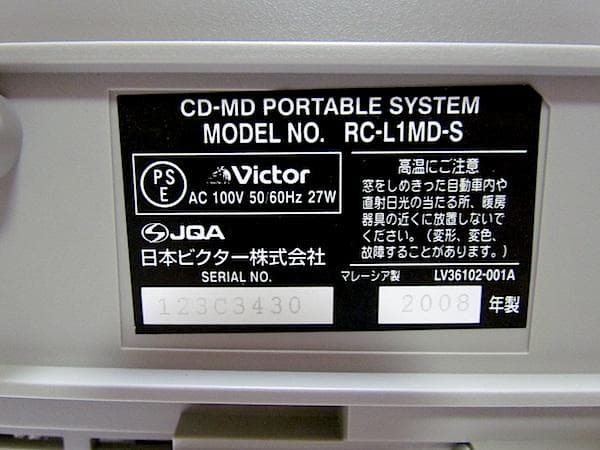 CD-MD PORTABLE SYSTEM
MODEL NO. RC-L1MD-S
PS
E
Victor
AC 100V 50/60Hz 27W
JQA
日本ビクター株式会社
SERIAL NO.
123C3430
高温にご注意
窓をしめきった自動車内や
直射日光の当たる所、暖房
器具の近くに放置しないで
ください。（変形、変色、
故障することがあります。）
マレーシア製 LV36102-001A
2008 年製